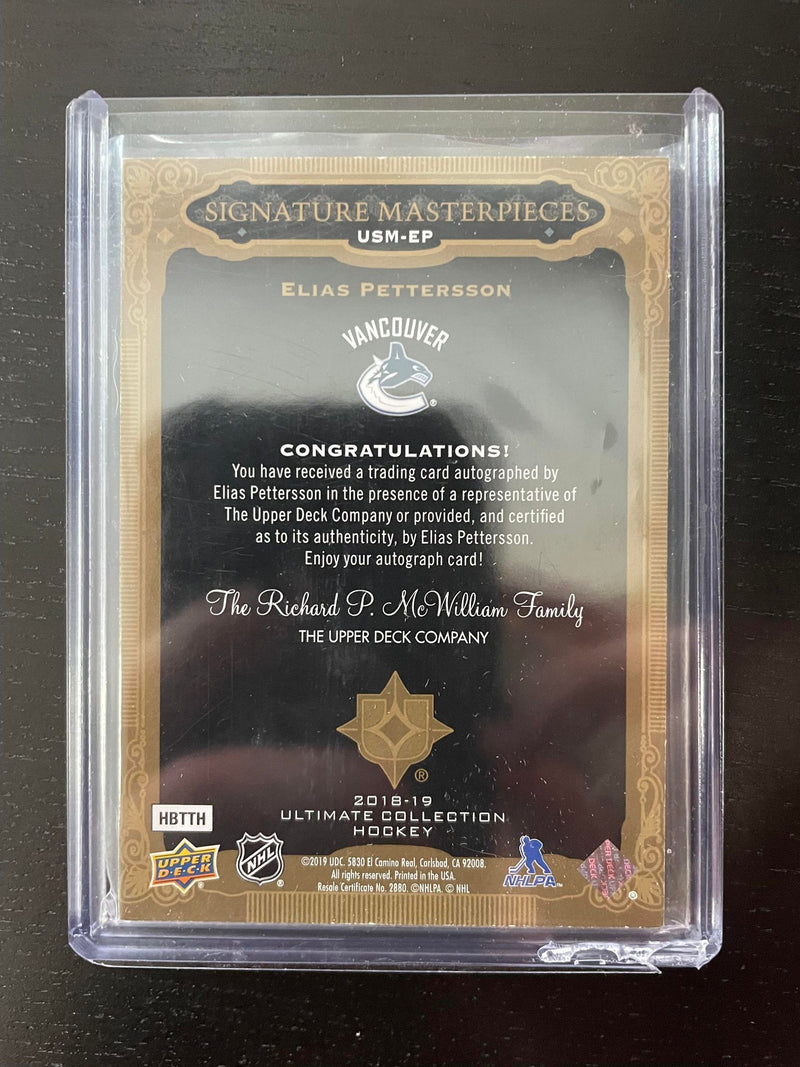 SIGNATURE MASTERPIECES
USM-EP
ELIAS PETTERSSON
VANCOUVER
CONGRATULATIONS!
You have received a trading card autographed by
Elias Pettersson in the presence of a representative of
The Upper Deck Company or provided, and certified
as to its authenticity, by Elias Pettersson.
Enjoy your autograph card!
The Richard P. McWilliam Family
THE UPPER DECK COMPANY
®
2018-19
ULTIMATE COLLECTION
HOCKEY
HBTTH
UPPER
D·E·C·K
NHL
©2019 UDC. 5830 El Camino Real, Carlsbad, CA 92008.
All rights reserved. Printed in the USA.
Resale Certificate No. 2880. ©NHLPA. © NHL
NHLPA